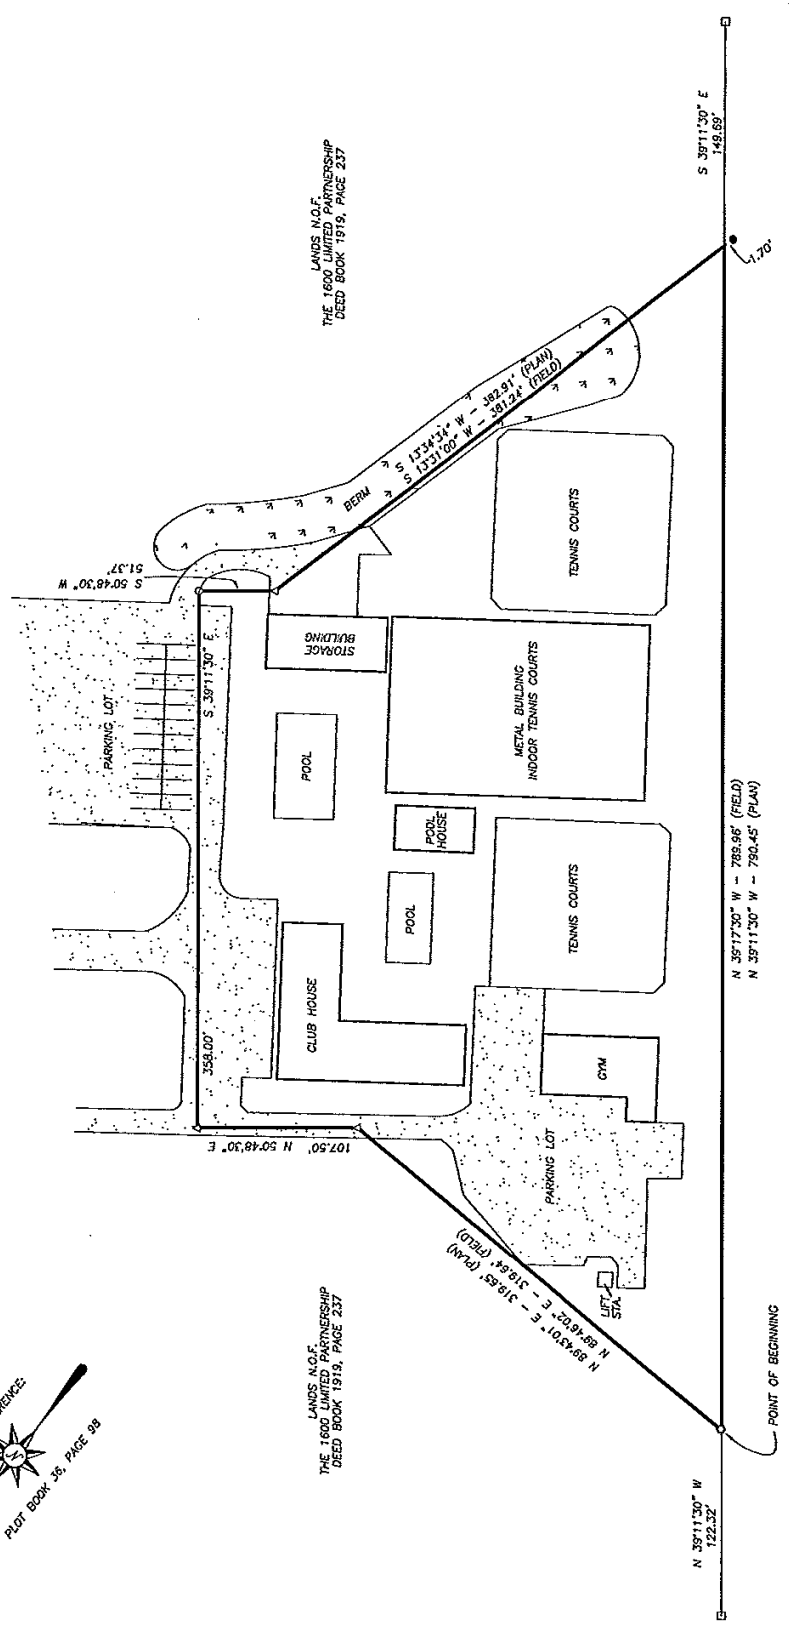 S 39°11'30" E
149.69'
1.70'
LANDS N.O.F.
THE 1600 LIMITED PARTNERSHIP
DEED BOOK 1919, PAGE 237
S 13°34'34" W - 382.91' (PLAN)
S 13°31'00" W - 381.24' (FIELD)
BERM
S 50°48'30" W
51.37'
TENNIS COURTS
STORAGE
BUILDING
PARKING LOT
S 39°11'30" E
358.00'
POOL
METAL BUILDING
INDOOR TENNIS COURTS
N 39°17'30" W - 789.96' (FIELD)
N 39°11'30" W - 790.45' (PLAN)
POOL
HOUSE
POOL
TENNIS COURTS
CLUB HOUSE
GYM
N 50°48'30" E
107.50'
PARKING LOT
N 89°43'01" E - 319.65' (PLAN)
N 89°46'02" E - 319.64' (FIELD)
LIFT
STA.
LANDS N.O.F.
THE 1600 LIMITED PARTNERSHIP
DEED BOOK 1919, PAGE 237
POINT OF BEGINNING
N 39°11'30" W
122.32'
N
PLOT BOOK 36, PAGE 98